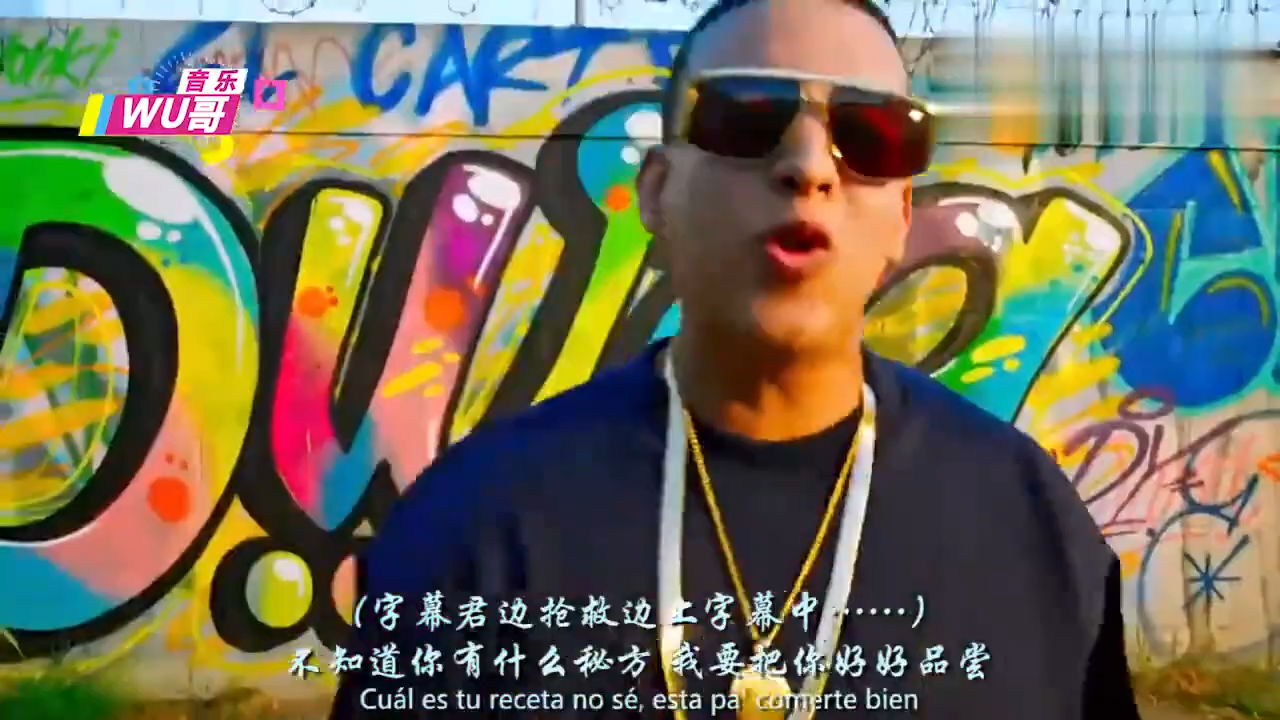 onki
CART
音乐
WU哥
(字幕君边抢救边上字幕中……)
不知道你有什么秘方 我要把你好好品尝
Cuál es tu receta no sé, esta pa' comerte bien